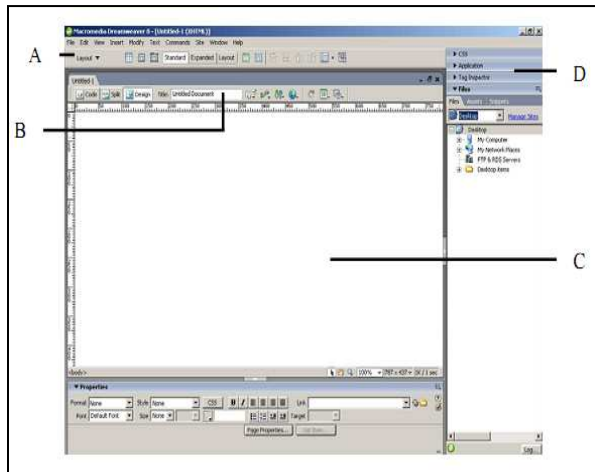 Macromedia Dreamweaver 8 - [Untitled-1 (XHTML)]
File Edit View Insert Modify Text Commands Site Window Help
A
Layout Standard Expanded Layout
CSS
Application
Tag Inspector
Files
D
Untitled-1
Code Split Design Title: Untitled Document
Files Assets Snippets
Desktop Manage Sites
B
Desktop
My Computer
My Network Places
FTP & RDS Servers
Desktop items
C
<body> 100% 1K / 1 sec
Properties
Format None Style None CSS B I Link
Font Default Font Size None Target
Page Properties...
Log...